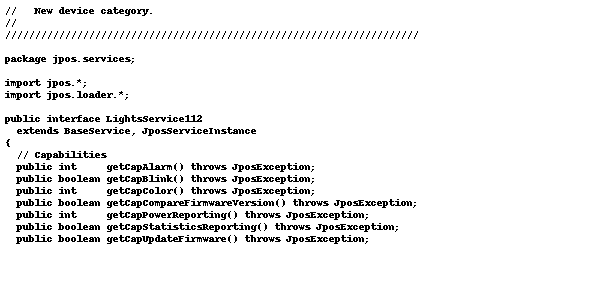 //   New device category.
//
/////////////////////////////////////////////////////////////////////

package jpos.services;

import jpos.*;
import jpos.loader.*;

public interface LightsService112
  extends BaseService, JposServiceInstance
{
  // Capabilities
  public int     getCapAlarm() throws JposException;
  public boolean getCapBlink() throws JposException;
  public int     getCapColor() throws JposException;
  public boolean getCapCompareFirmwareVersion() throws JposException;
  public int     getCapPowerReporting() throws JposException;
  public boolean getCapStatisticsReporting() throws JposException;
  public boolean getCapUpdateFirmware() throws JposException;